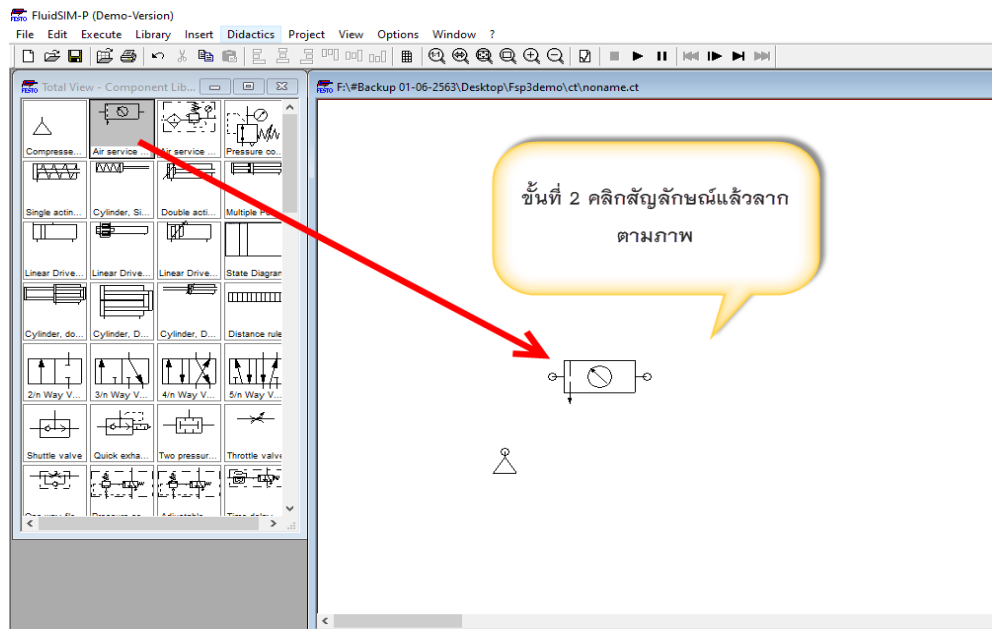 FluidSIM-P (Demo-Version)
File Edit Execute Library Insert Didactics Project View Options Window ?
Total View - Component Lib...
F:\#Backup 01-06-2563\Desktop\Fsp3demo\ct\noname.ct
Compresse... Air service ... Air service ... Pressure co...
Single actin... Cylinder, Si... Double acti... Multiple P
Linear Drive... Linear Drive... Linear Drive... State Diagram
Cylinder, do... Cylinder, D... Cylinder, D... Distance rule
2/n Way V... 3/n Way V... 4/n Way V... 5/n Way V...
Shuttle valve Quick exha... Two pressur... Throttle valve
ขั้นที่ 2 คลิกสัญลักษณ์แล้วลาก
ตามภาพ